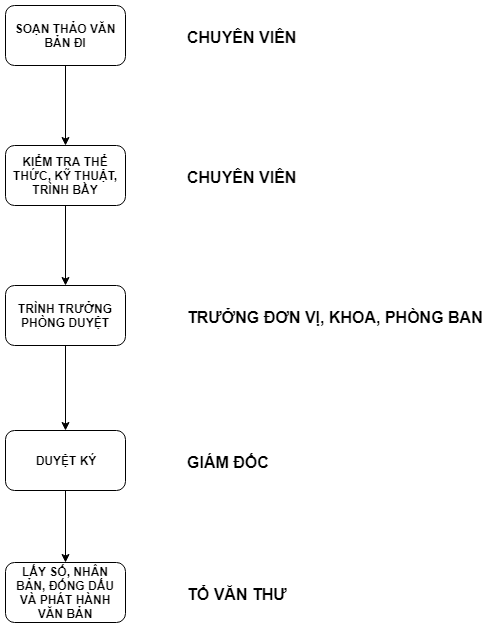 SOẠN THẢO VĂN
BẢN ĐI
CHUYÊN VIÊN
KIỂM TRA THỂ
THỨC, KỸ THUẬT,
TRÌNH BẦY
CHUYÊN VIÊN
TRÌNH TRƯỞNG
PHÒNG DUYỆT
TRƯỞNG ĐƠN VỊ, KHOA, PHÒNG BAN
DUYỆT KÝ
GIÁM ĐỐC
LẤY SỐ, NHÂN
BẢN, ĐÓNG DẤU
VÀ PHÁT HÀNH
VĂN BẢN
TỔ VĂN THƯ